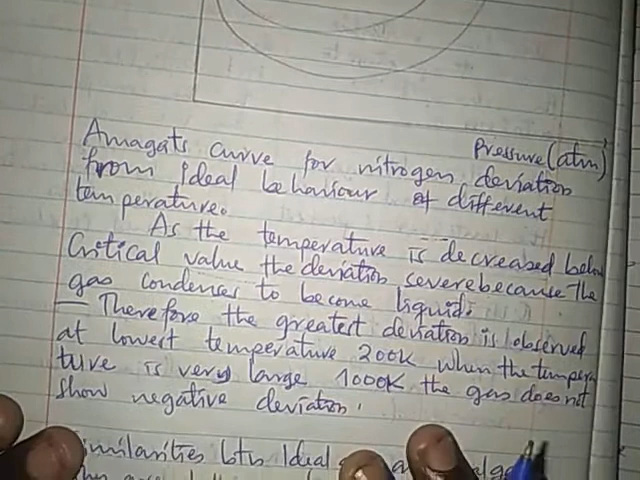 Pressure (atm)
Amagats curve for nitrogen deviation
from Ideal behaviour at different
temperature.
As the temperature is decreased below
Critical value the deviation severe because the
gas condenses to become liquid.
– Therefore the greatest deviation is observed
at lowest temperature 200K when the tempera
ture is very large 1000K the gas does not
show negative deviation.
Similarities btn Ideal